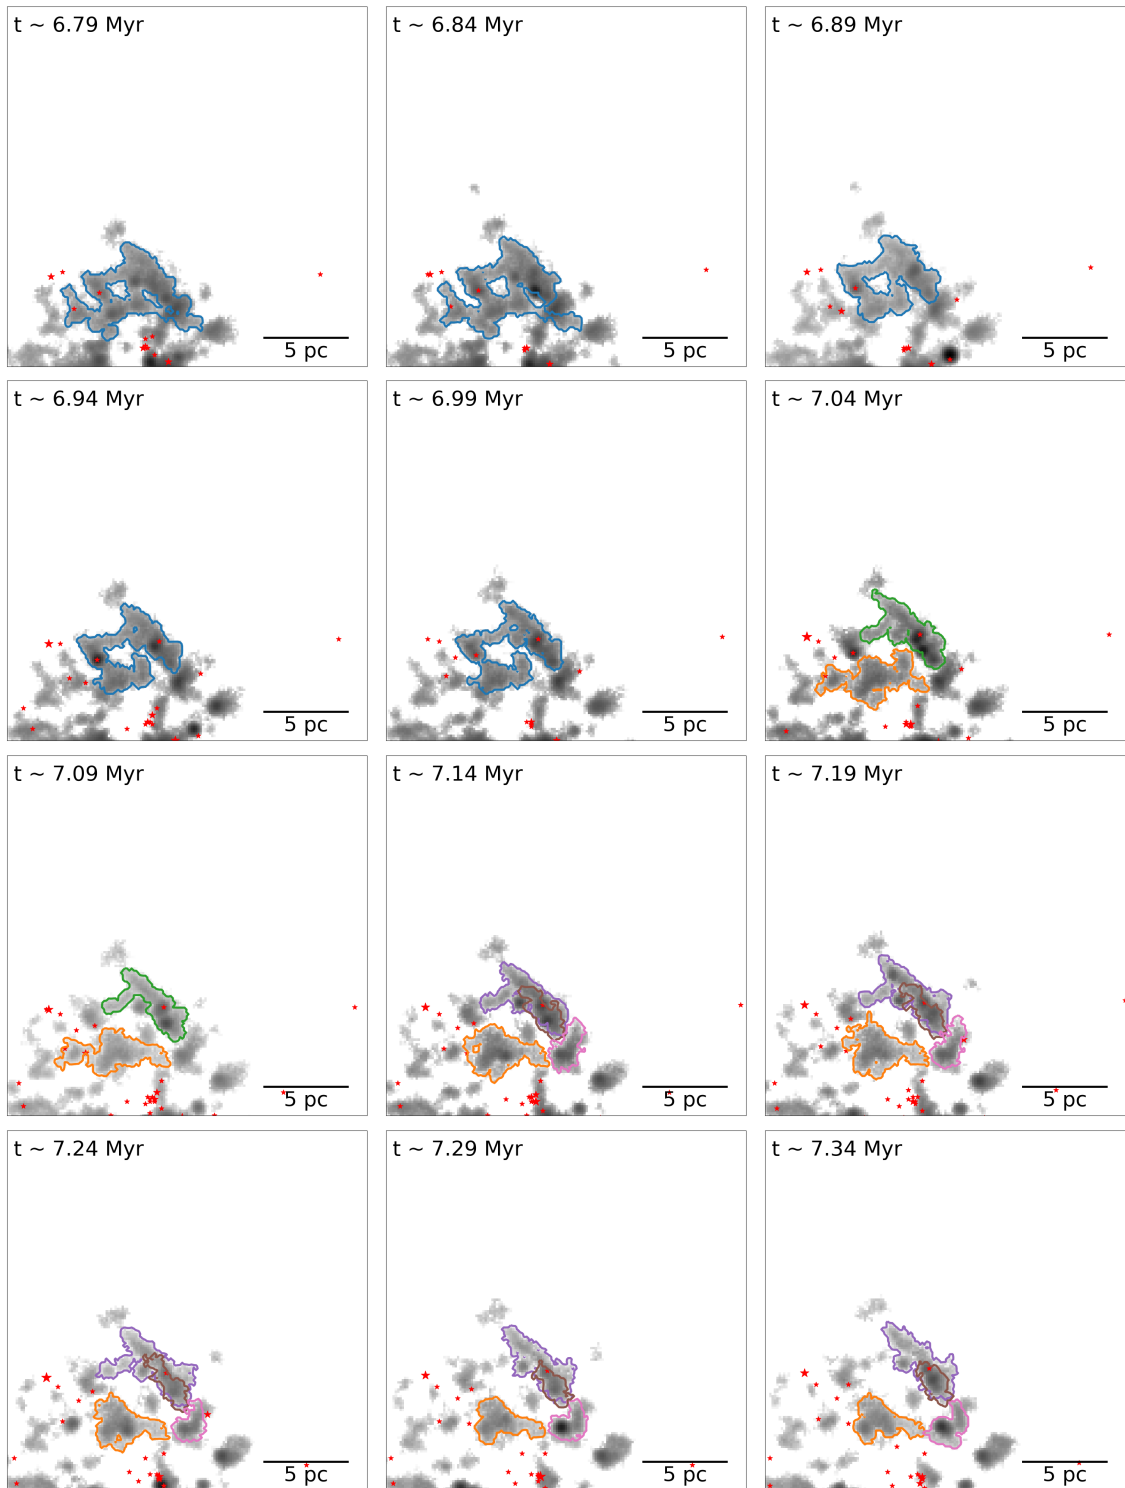 t ~ 6.79 Myr
t ~ 6.84 Myr
t ~ 6.89 Myr
5 pc
5 pc
5 pc
t ~ 6.94 Myr
t ~ 6.99 Myr
t ~ 7.04 Myr
5 pc
5 pc
5 pc
t ~ 7.09 Myr
t ~ 7.14 Myr
t ~ 7.19 Myr
5 pc
5 pc
5 pc
t ~ 7.24 Myr
t ~ 7.29 Myr
t ~ 7.34 Myr
5 pc
5 pc
5 pc